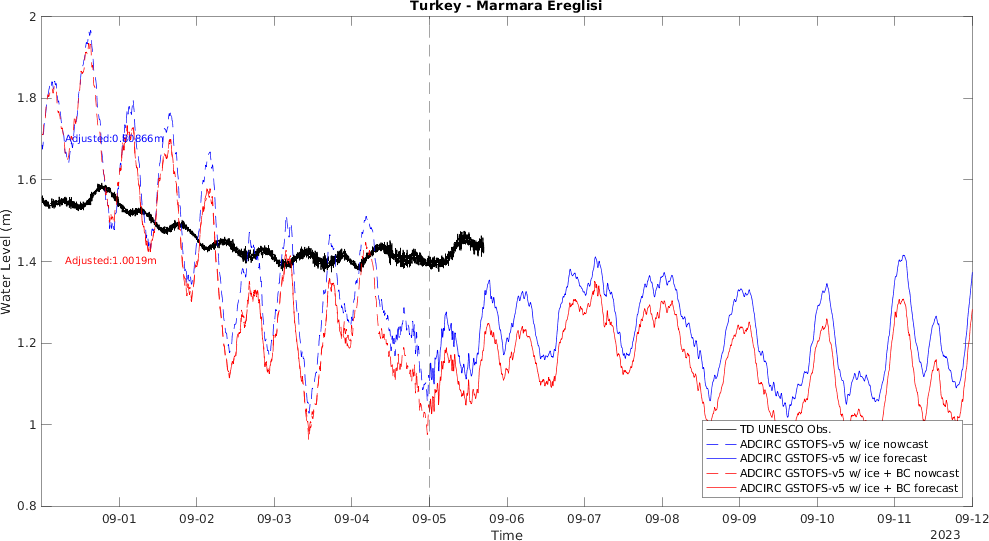 Turkey - Marmara Ereglisi
2
1.8
1.6
1.4
1.2
1
0.8
Water Level (m)
Adjusted:0.80866m
Adjusted:1.0019m
TD UNESCO Obs.
ADCIRC GSTOFS-v5 w/ ice nowcast
ADCIRC GSTOFS-v5 w/ ice forecast
ADCIRC GSTOFS-v5 w/ ice + BC nowcast
ADCIRC GSTOFS-v5 w/ ice + BC forecast
09-01 09-02 09-03 09-04 09-05 09-06 09-07 09-08 09-09 09-10 09-11 09-12
Time
2023